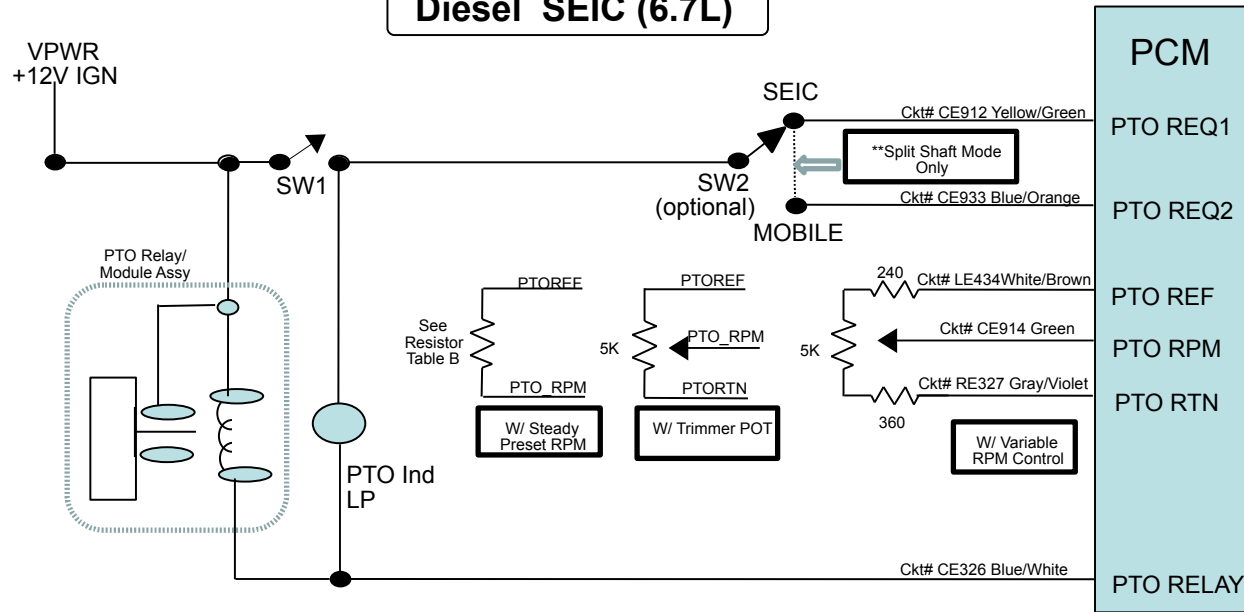 Diesel SEIC (6.7L)
VPWR
+12V IGN
SW1
SEIC
SW2
(optional)
MOBILE
**Split Shaft Mode
Only
Ckt# CE912 Yellow/Green
Ckt# CE933 Blue/Orange
PCM
PTO REQ1
PTO REQ2
PTO REF
PTO RPM
PTO RTN
PTO RELAY
PTO Relay/
Module Assy
PTO Ind
LP
PTOREF
See
Resistor
Table B
PTO_RPM
W/ Steady
Preset RPM
PTOREF
5K
PTO_RPM
PTORTN
W/ Trimmer POT
240
Ckt# LE434White/Brown
5K
Ckt# CE914 Green
Ckt# RE327 Gray/Violet
360
W/ Variable
RPM Control
Ckt# CE326 Blue/White